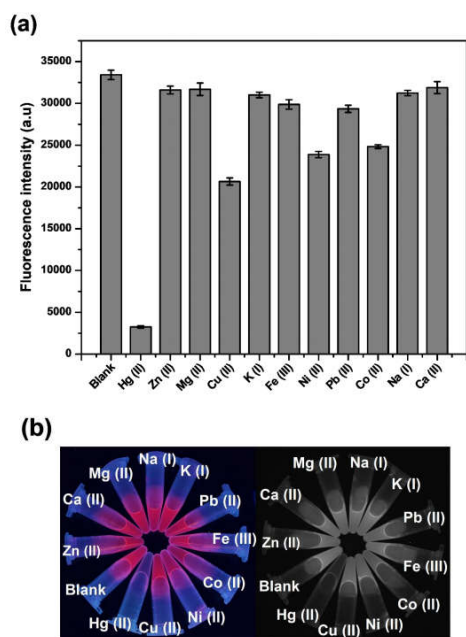 (a)
Fluorescence intensity (a.u)
35000
30000
25000
20000
15000
10000
5000
0
Blank
Hg (II)
Zn (II)
Mg (II)
Cu (II)
K (I)
Fe (III)
Ni (II)
Pb (II)
Co (II)
Na (I)
Ca (II)
(b)
Na (I)
Mg (II)
K (I)
Ca (II)
Pb (II)
Zn (II)
Fe (III)
Blank
Co (II)
Hg (II)
Cu (II)
Ni (II)
Na (I)
Mg (II)
K (I)
Ca (II)
Pb (II)
Zn (II)
Fe (III)
Blank
Co (II)
Hg (II)
Cu (II)
Ni (II)